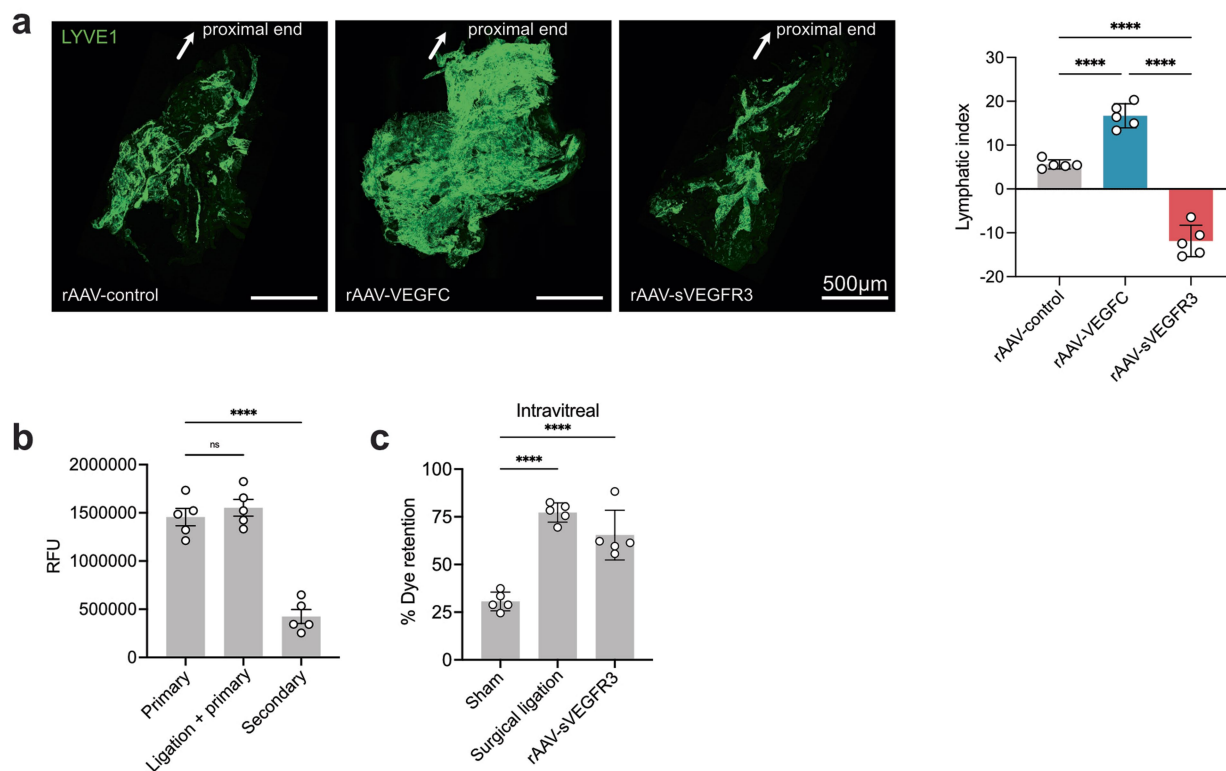 a
LYVE1
proximal end
rAAV-control
proximal end
rAAV-VEGFC
proximal end
rAAV-sVEGFR3
500µm
****
**** ****
Lymphatic index
30
20
10
0
-10
-20
rAAV-control
rAAV-VEGFC
rAAV-sVEGFR3
b
****
ns
RFU
2000000
1500000
1000000
500000
0
Primary
Ligation + primary
Secondary
c
Intravitreal
****
****
% Dye retention
100
75
50
25
0
Sham
Surgical ligation
rAAV-sVEGFR3